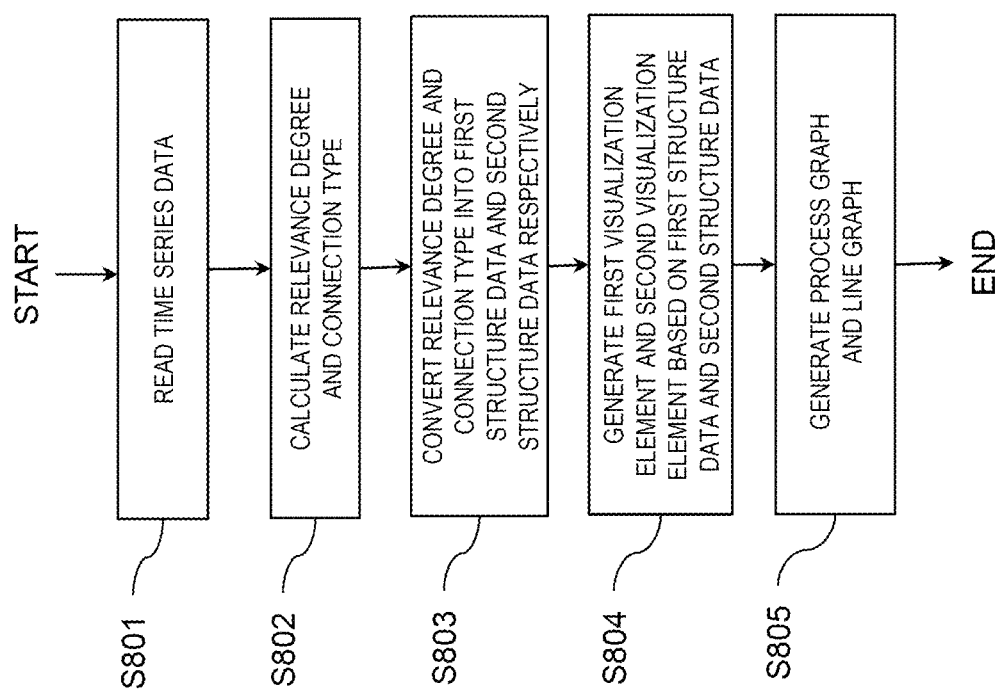 START
S801
READ TIME SERIES DATA
S802
CALCULATE RELEVANCE DEGREE
AND CONNECTION TYPE
S803
CONVERT RELEVANCE DEGREE AND
CONNECTION TYPE INTO FIRST
STRUCTURE DATA AND SECOND
STRUCTURE DATA RESPECTIVELY
S804
GENERATE FIRST VISUALIZATION
ELEMENT AND SECOND VISUALIZATION
ELEMENT BASED ON FIRST STRUCTURE
DATA AND SECOND STRUCTURE DATA
S805
GENERATE PROCESS GRAPH
AND LINE GRAPH
END